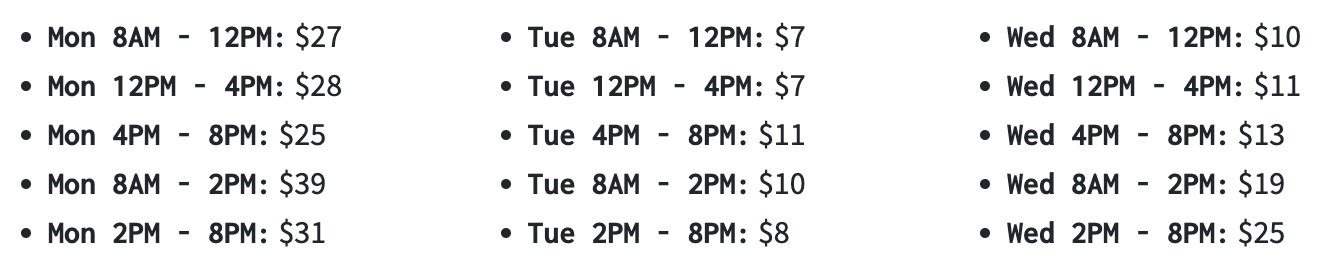 • Mon 8AM - 12PM: $27
• Mon 12PM - 4PM: $28
• Mon 4PM - 8PM: $25
• Mon 8AM - 2PM: $39
• Mon 2PM - 8PM: $31
• Tue 8AM - 12PM: $7
• Tue 12PM - 4PM: $7
• Tue 4PM - 8PM: $11
• Tue 8AM - 2PM: $10
• Tue 2PM - 8PM: $8
• Wed 8AM - 12PM: $10
• Wed 12PM - 4PM: $11
• Wed 4PM - 8PM: $13
• Wed 8AM - 2PM: $19
• Wed 2PM - 8PM: $25